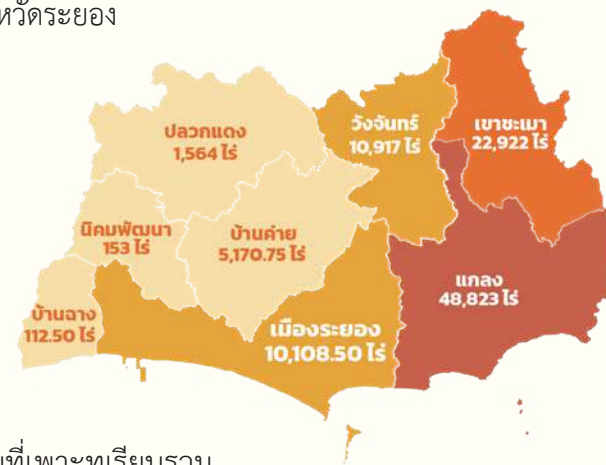 หวัดระยอง
ปลวกแดง
1,564 ไร่
วังจันทร์
10,917 ไร่
เขาชะเมา
22,922 ไร่
นิคมพัฒนา
153 ไร่
บ้านค่าย
5,170.75 ไร่
แกลง
48,823 ไร่
บ้านฉาง
112.50 ไร่
เมืองระยอง
10,108.50 ไร่